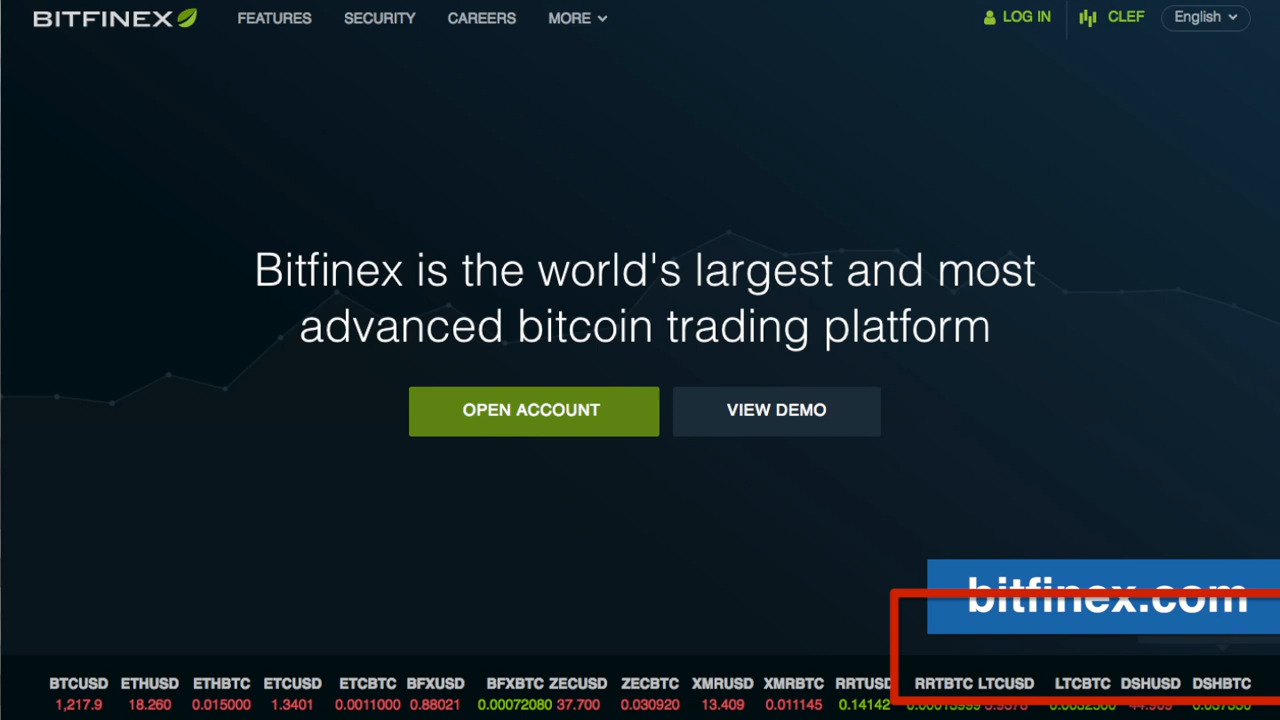 BITFINEX FEATURES SECURITY CAREERS MORE LOG IN CLEF English
Bitfinex is the world's largest and most
advanced bitcoin trading platform
OPEN ACCOUNT VIEW DEMO
bitfinex.com
BTCUSD ETHUSD ETHBTC ETCUSD ETCBTC BFXUSD BFXBTC ZECUSD ZECBTC XMRUSD XMRBTC RRTUSD RRTBTC LTCUSD LTCBTC DSHUSD DSHBTC
1,217.9 18.260 0.015000 1.3401 0.0011000 0.88021 0.00072080 37.700 0.030920 13.409 0.011145 0.14142